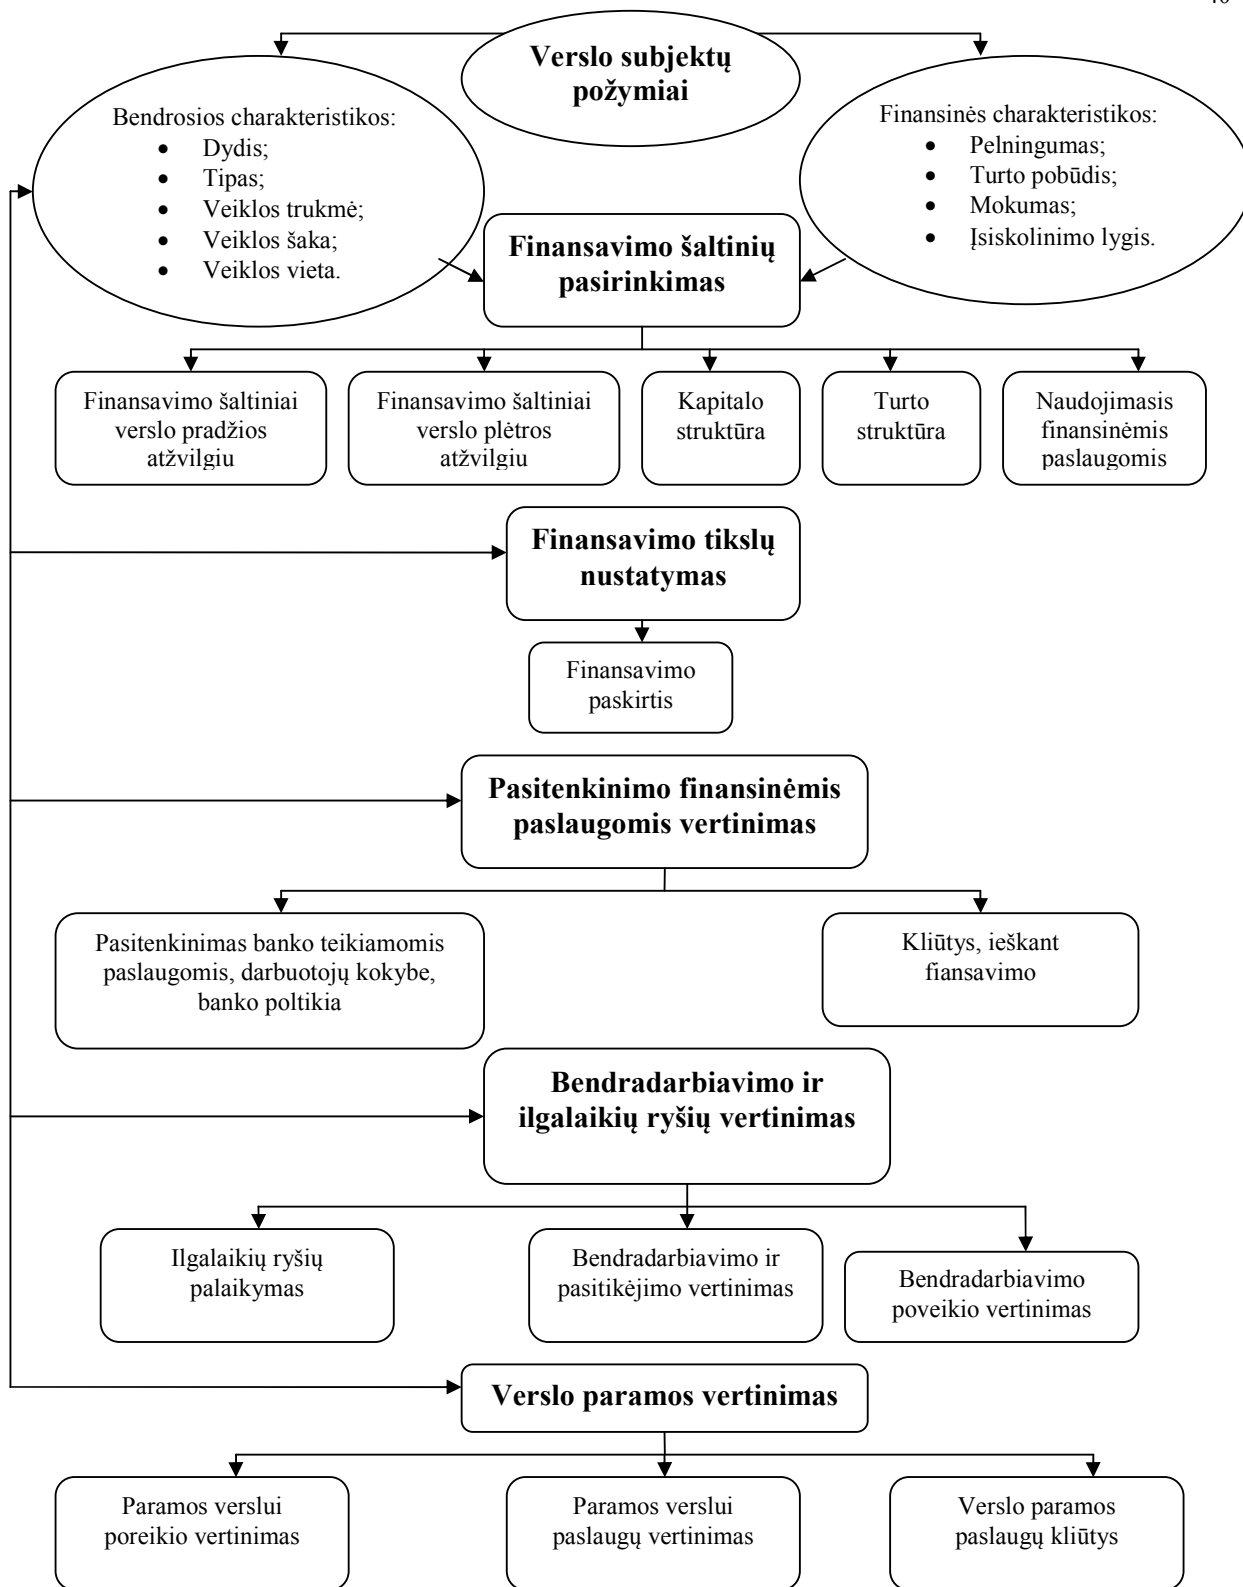 Verslo subjektų
požymiai
Bendrosios charakteristikos:
• Dydis;
• Tipas;
• Veiklos trukmė;
• Veiklos šaka;
• Veiklos vieta.
Finansinės charakteristikos:
• Pelningumas;
• Turto pobūdis;
• Mokumas;
• Įsiskolinimo lygis.
Finansavimo šaltinių
pasirinkimas
Finansavimo šaltiniai
verslo pradžios
atžvilgiu
Finansavimo šaltiniai
verslo plėtros
atžvilgiu
Kapitalo
struktūra
Turto
struktūra
Naudojimasis
finansinėmis
paslaugomis
Finansavimo tikslų
nustatymas
Finansavimo
paskirtis
Pasitenkinimo finansinėmis
paslaugomis vertinimas
Pasitenkinimas banko teikiamomis
paslaugomis, darbuotojų kokybe,
banko poltikia
Kliūtys, ieškant
fiansavimo
Bendradarbiavimo ir
ilgalaikių ryšių vertinimas
Ilgalaikių ryšių
palaikymas
Bendradarbiavimo ir
pasitikėjimo vertinimas
Bendradarbiavimo
poveikio vertinimas
Verslo paramos vertinimas
Paramos verslui
poreikio vertinimas
Paramos verslui
paslaugų vertinimas
Verslo paramos
paslaugų kliūtys